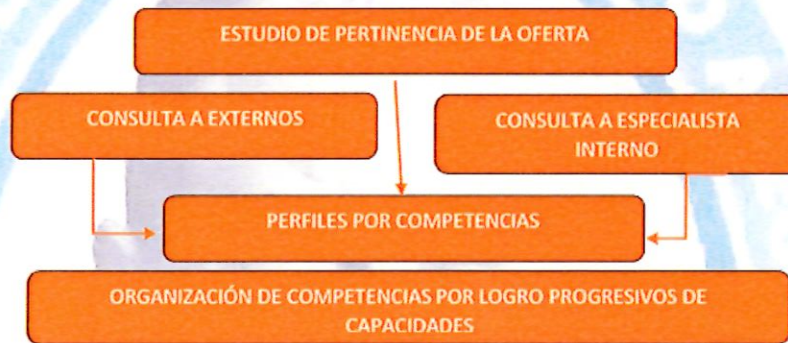 ESTUDIO DE PERTINENCIA DE LA OFERTA
CONSULTA A EXTERNOS
CONSULTA A ESPECIALISTA
INTERNO
PERFILES POR COMPETENCIAS
ORGANIZACIÓN DE COMPETENCIAS POR LOGRO PROGRESIVOS DE
CAPACIDADES